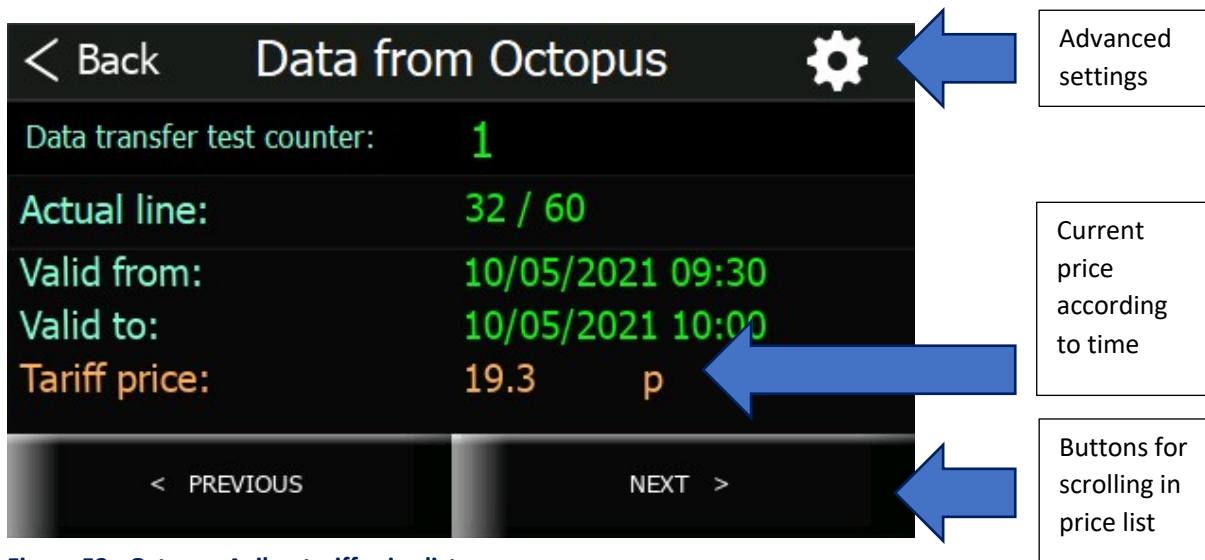 < Back Data from Octopus
Advanced
settings
Data transfer test counter: 1
Actual line: 32 / 60
Valid from: 10/05/2021 09:30
Valid to: 10/05/2021 10:00
Tariff price: 19.3 p
Current
price
according
to time
< PREVIOUS NEXT >
Buttons for
scrolling in
price list